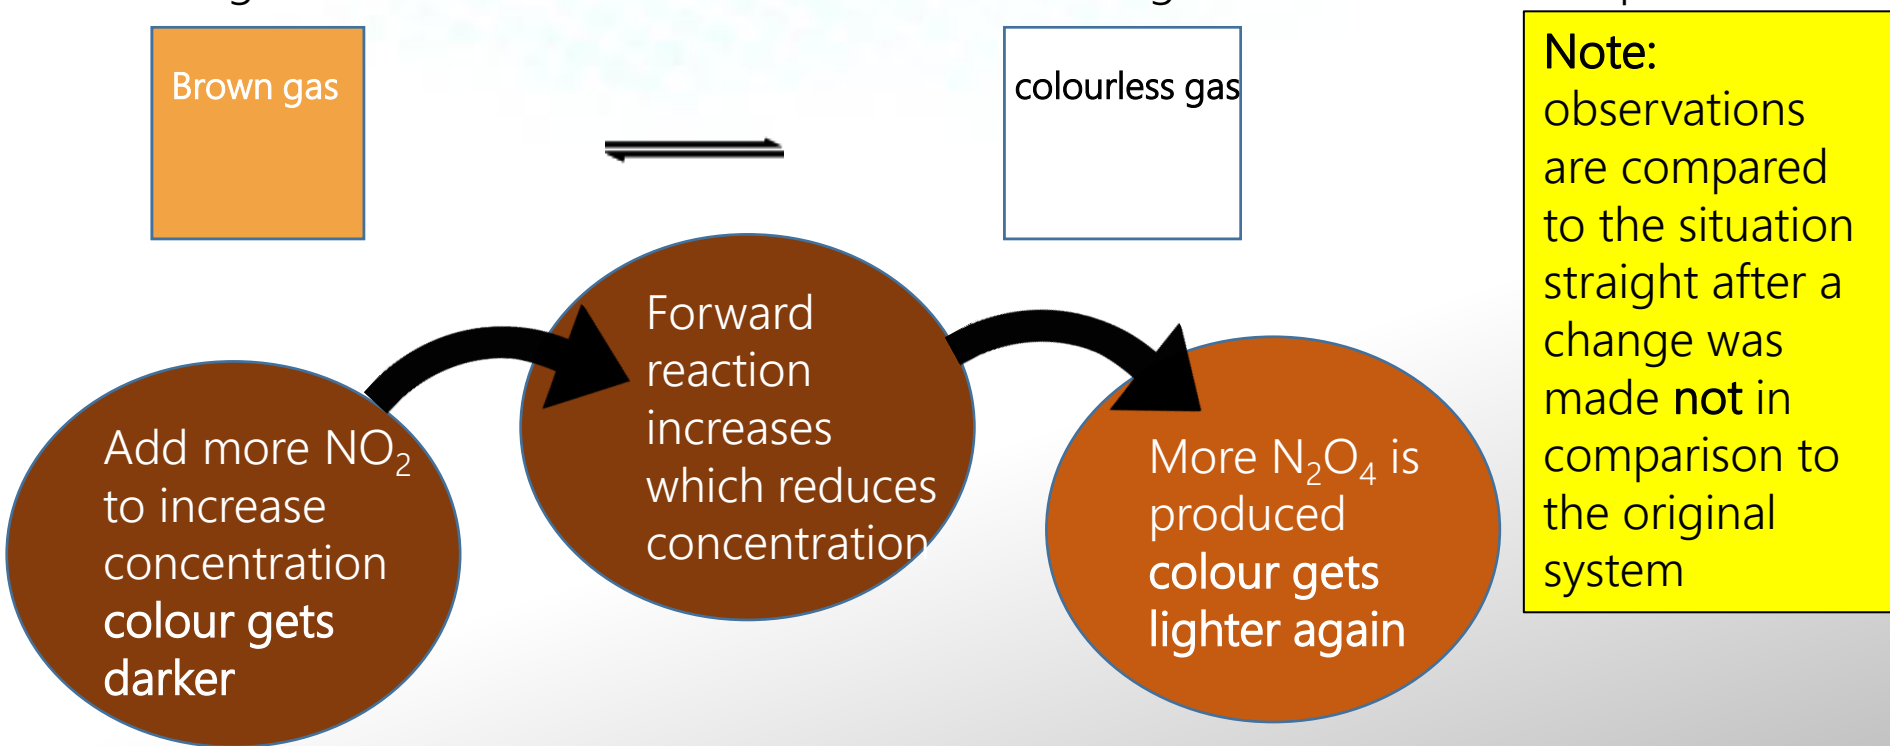 Brown gas
colourless gas
Note:
observations
are compared
to the situation
straight after a
change was
made not in
comparison to
the original
system
Forward
reaction
increases
which reduces
concentration
Add more NO₂
to increase
concentration
colour gets
darker
More N₂O₄ is
produced
colour gets
lighter again